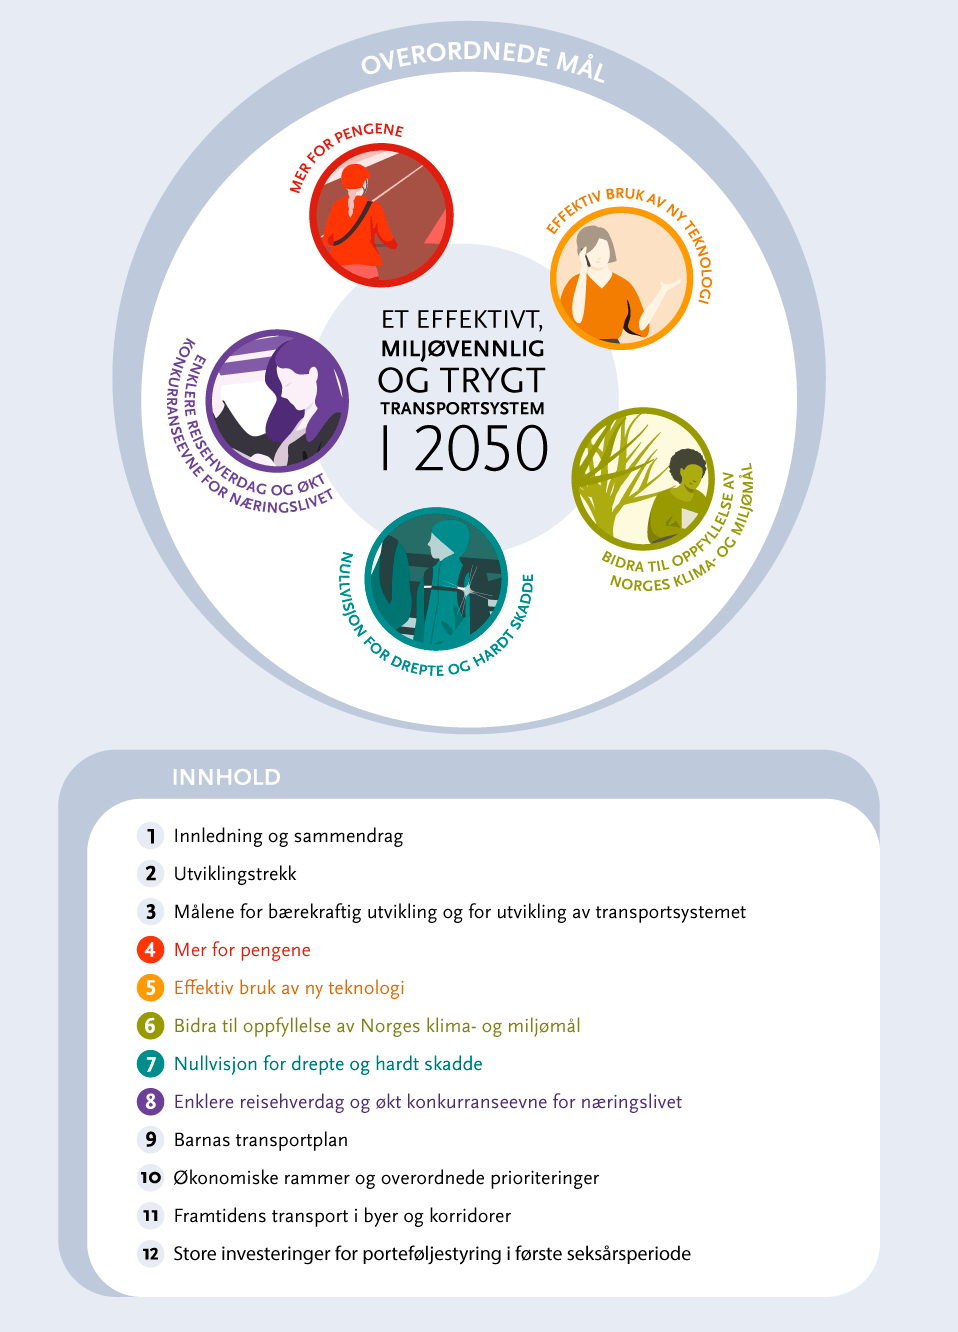 OVERORDNEDE MÅL
MER FOR PENGENE
EFFEKTIV BRUK AV NY TEKNOLOGI
ET EFFEKTIVT,
MILJØVENNLIG
OG TRYGT
TRANSPORTSYSTEM
I 2050
ENKLERE REISEHVERDAG OG ØKT
KONKURRANSEEVNE FOR NÆRINGSLIVET
BIDRA TIL OPPFYLLELSE AV
NORGES KLIMA- OG MILJØMÅL
NULLVISJON FOR DREPTE OG HARDT SKADDE
INNHOLD
1 Innledning og sammendrag
2 Utviklingstrekk
3 Målene for bærekraftig utvikling og for utvikling av transportsystemet
4 Mer for pengene
5 Effektiv bruk av ny teknologi
6 Bidra til oppfyllelse av Norges klima- og miljømål
7 Nullvisjon for drepte og hardt skadde
8 Enklere reisehverdag og økt konkurranseevne for næringslivet
9 Barnas transportplan
10 Økonomiske rammer og overordnede prioriteringer
11 Framtidens transport i byer og korridorer
12 Store investeringer for porteføljestyring i første seksårsperiode